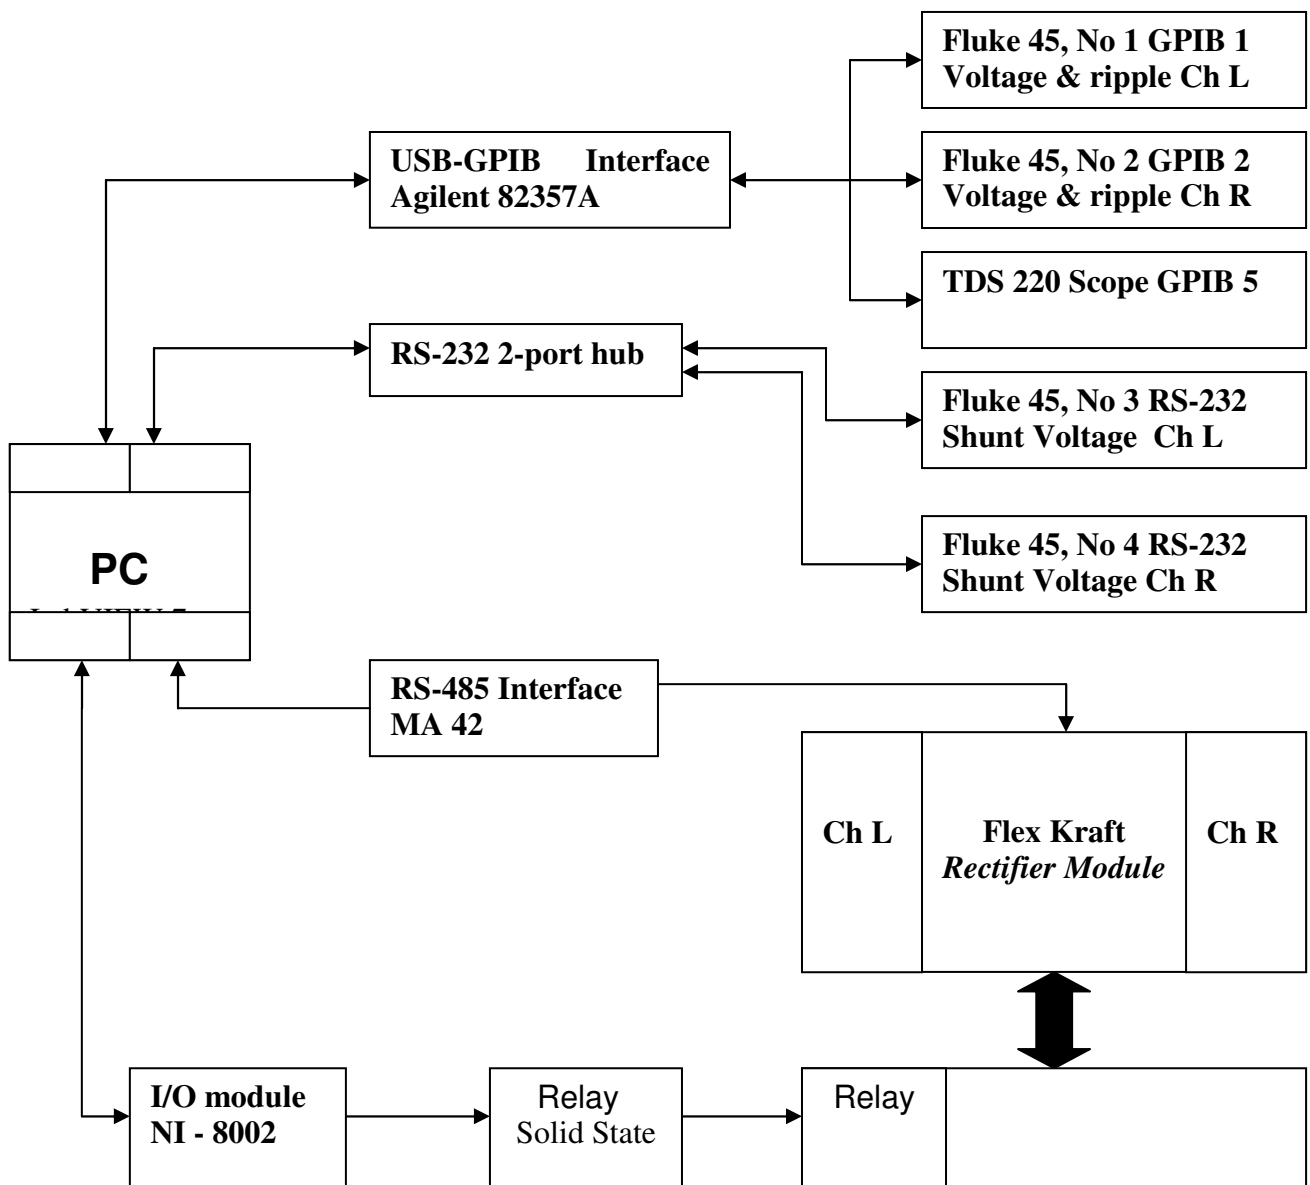 Fluke 45, No 1 GPIB 1
Voltage & ripple Ch L
USB-GPIB Interface
Agilent 82357A
Fluke 45, No 2 GPIB 2
Voltage & ripple Ch R
TDS 220 Scope GPIB 5
RS-232 2-port hub
Fluke 45, No 3 RS-232
Shunt Voltage Ch L
PC
Fluke 45, No 4 RS-232
Shunt Voltage Ch R
RS-485 Interface
MA 42
Ch L
Flex Kraft
Rectifier Module
Ch R
I/O module
NI - 8002
Relay
Solid State
Relay